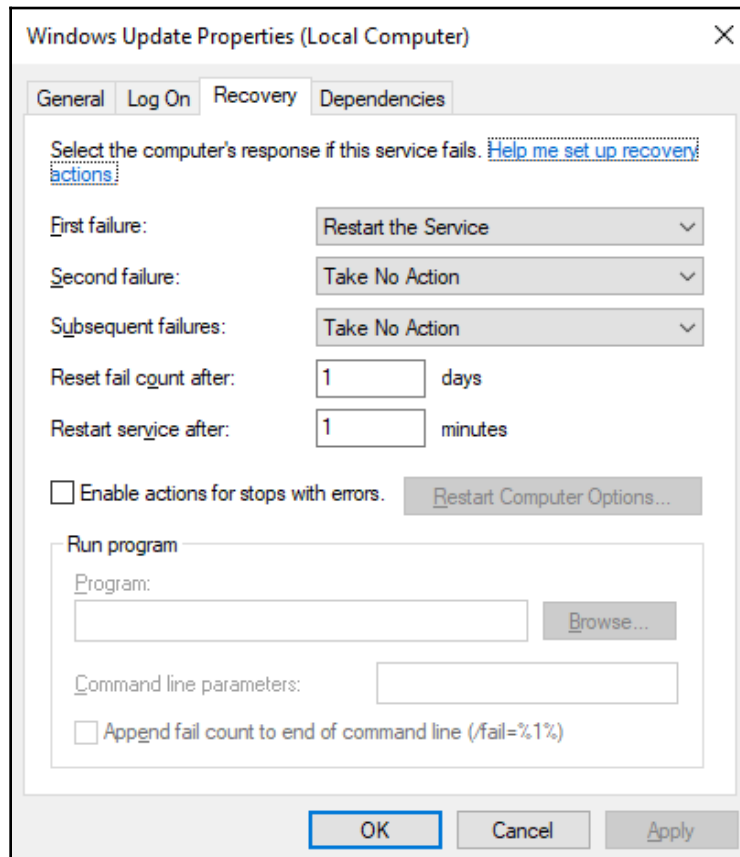 Windows Update Properties (Local Computer)
General Log On Recovery Dependencies
Select the computer's response if this service fails. Help me set up recovery
actions.
First failure: Restart the Service
Second failure: Take No Action
Subsequent failures: Take No Action
Reset fail count after: 1 days
Restart service after: 1 minutes
Enable actions for stops with errors. Restart Computer Options...
Run program
Program:
Browse...
Command line parameters:
Append fail count to end of command line (/fail=%1%)
OK Cancel Apply